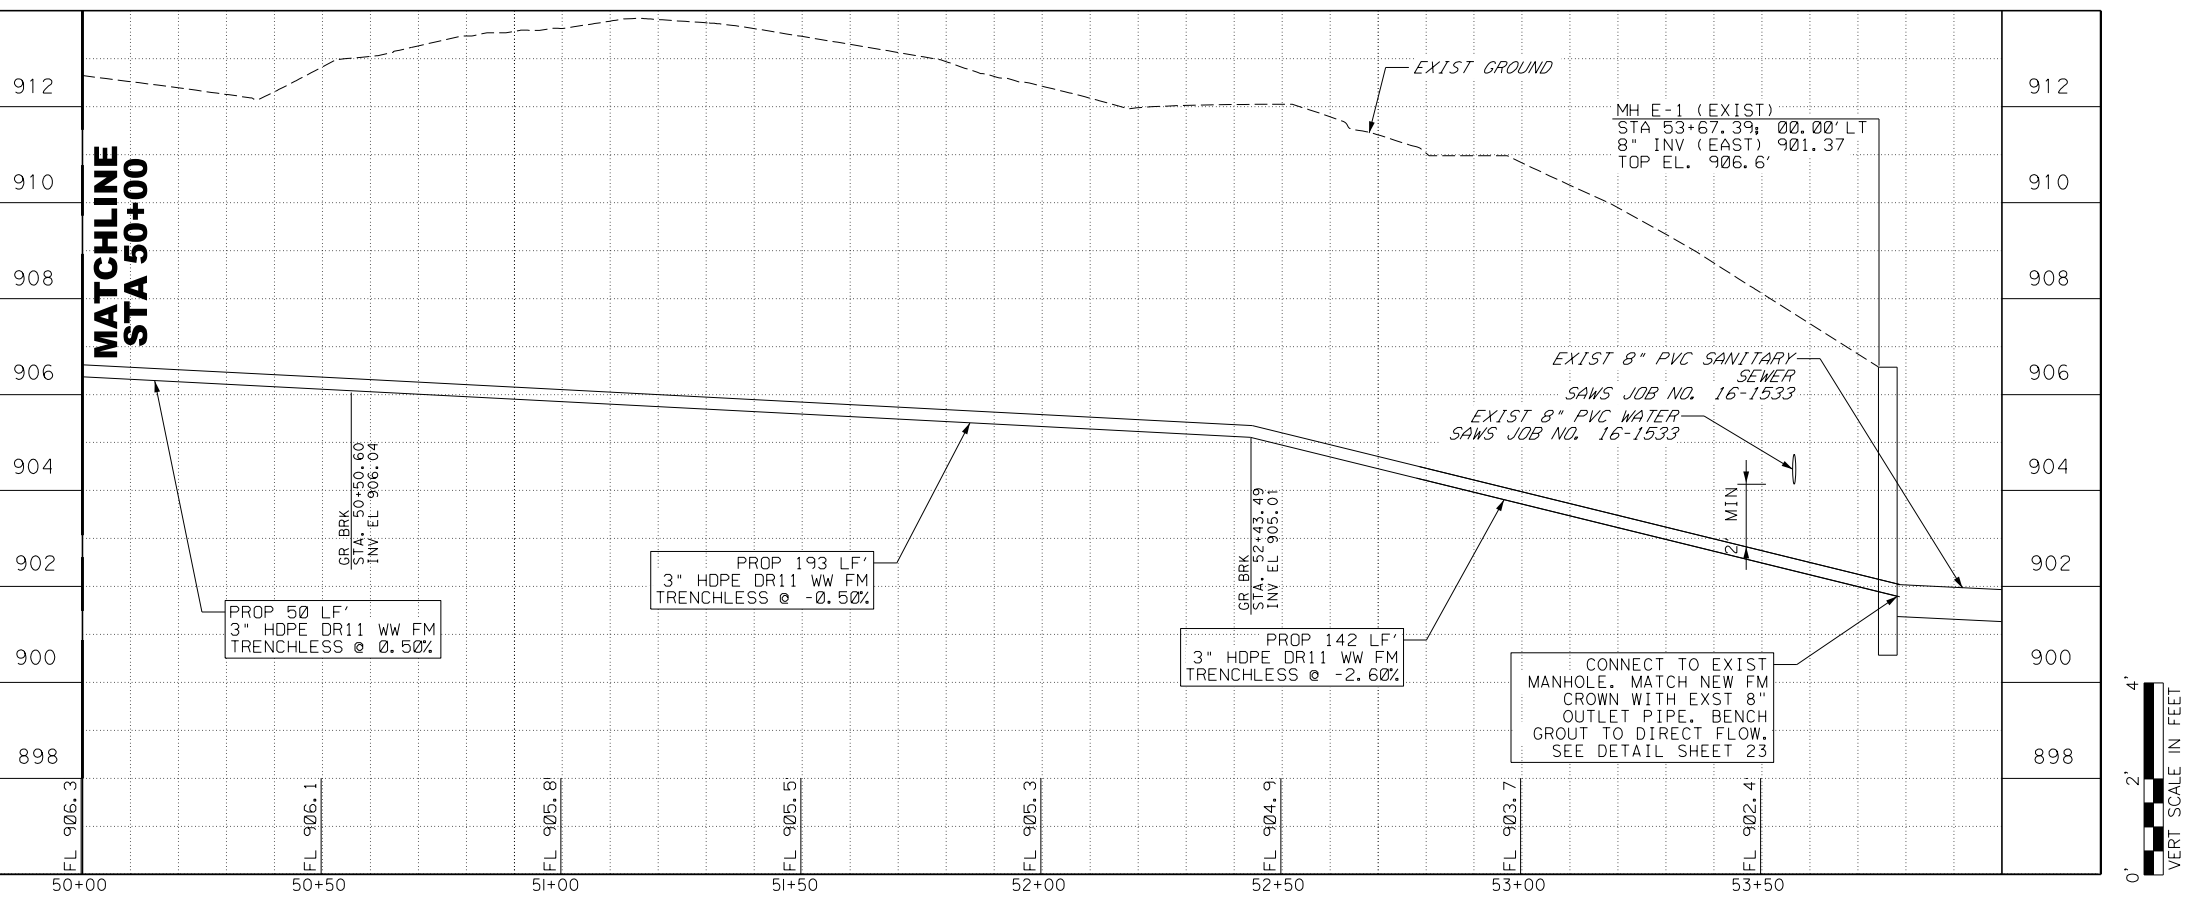 912
910
908
906
904
902
900
898
MATCHLINE
STA 50+00
EXIST GROUND
MH E-1 (EXIST)
STA 53+67.39; 00.00' LT
8" INV (EAST) 901.37
TOP EL. 906.6'
912
910
908
906
904
902
900
898
EXIST 8" PVC SANITARY
SEWER
SAWS JOB NO. 16-1533
EXIST 8" PVC WATER
SAWS JOB NO. 16-1533
2' MIN
GR BRK
STA. 50+50.60
INV EL 906.04
GR BRK
STA. 52+43.49
INV EL 905.01
PROP 50 LF'
3" HDPE DR11 WW FM
TRENCHLESS @ 0.50%
PROP 193 LF'
3" HDPE DR11 WW FM
TRENCHLESS @ -0.50%
PROP 142 LF'
3" HDPE DR11 WW FM
TRENCHLESS @ -2.60%
CONNECT TO EXIST
MANHOLE. MATCH NEW FM
CROWN WITH EXST 8"
OUTLET PIPE. BENCH
GROUT TO DIRECT FLOW.
SEE DETAIL SHEET 23
FL 906.3
FL 906.1
FL 905.8
FL 905.5
FL 905.3
FL 904.9
FL 903.7
FL 902.4
50+00
50+50
51+00
51+50
52+00
52+50
53+00
53+50
0'
2'
4'
VERT SCALE IN FEET